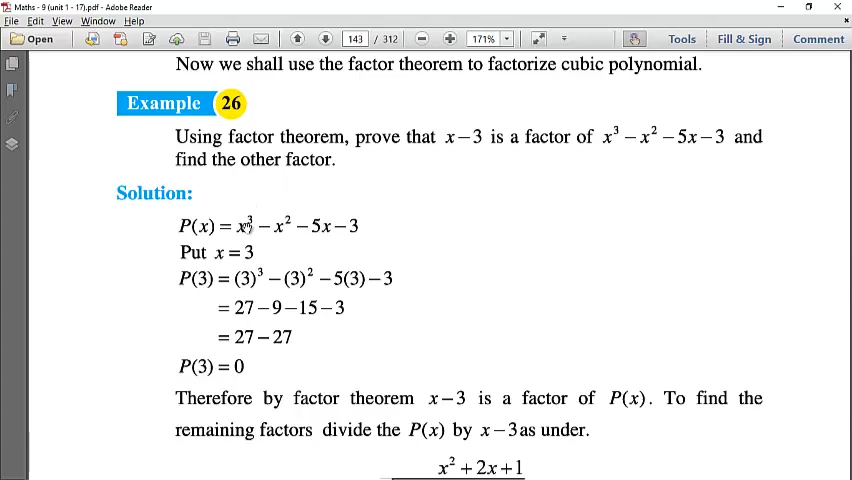 Maths - 9 (unit 1 - 17).pdf - Adobe Reader
File Edit View Window Help
Open 143 / 312 171% Tools Fill & Sign Comment
Now we shall use the factor theorem to factorize cubic polynomial.
Example 26
Using factor theorem, prove that x − 3 is a factor of x³ − x² − 5x − 3 and
find the other factor.
Solution:
P(x) = x³ − x² − 5x − 3
Put x = 3
P(3) = (3)³ − (3)² − 5(3) − 3
= 27 − 9 − 15 − 3
= 27 − 27
P(3) = 0
Therefore by factor theorem x − 3 is a factor of P(x). To find the
remaining factors divide the P(x) by x − 3 as under.
x² + 2x + 1